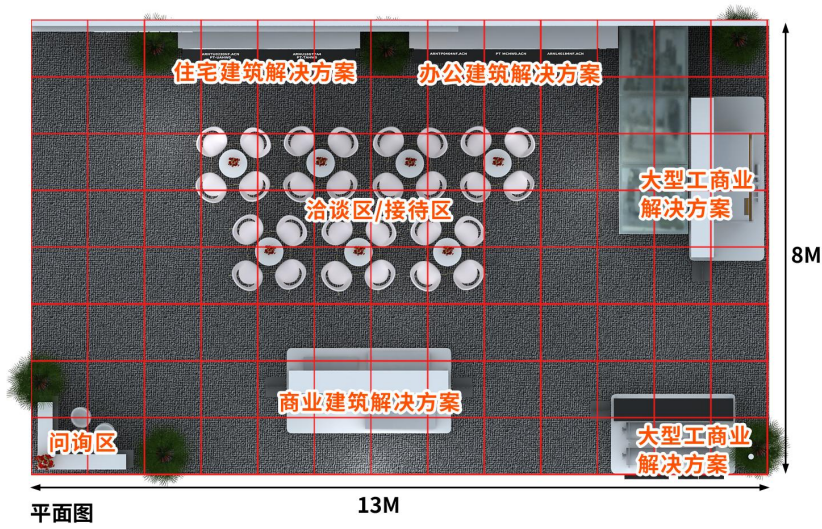 住宅建筑解决方案
办公建筑解决方案
大型工商业
解决方案
洽谈区/接待区
8M
商业建筑解决方案
问询区
大型工商业
解决方案
平面图
13M